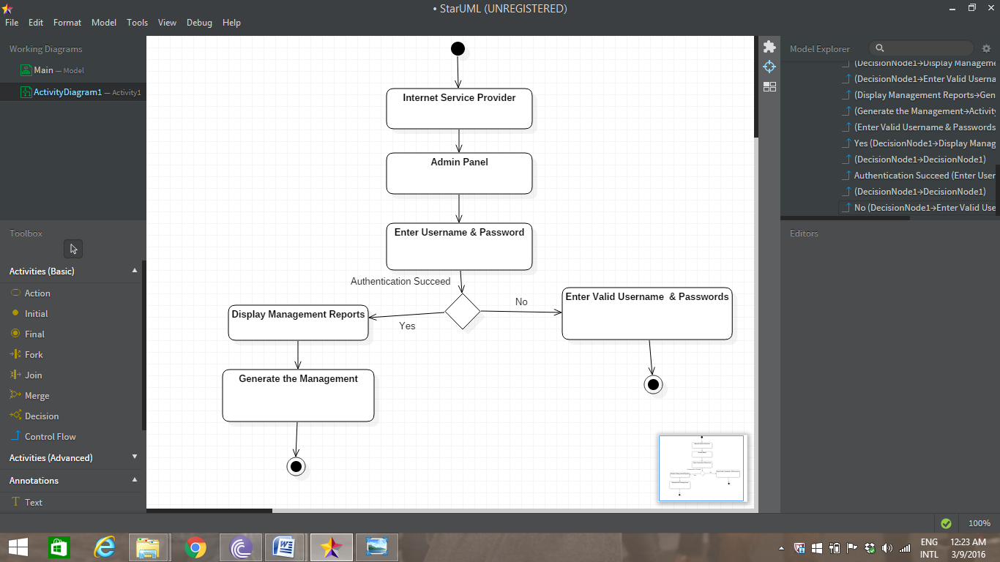 • StarUML (UNREGISTERED)
File Edit Format Model Tools View Debug Help
Working Diagrams
Main — Model
ActivityDiagram1 — Activity1
Toolbox
Activities (Basic)
Action
Initial
Final
Fork
Join
Merge
Decision
Control Flow
Activities (Advanced)
Annotations
Text
Internet Service Provider
Admin Panel
Enter Username & Password
Authentication Succeed
No
Enter Valid Username & Passwords
Display Management Reports
Yes
Generate the Management
Model Explorer
(DecisionNode1→Display Manageme
(DecisionNode1→Enter Valid Userna
(Display Management Reports→Gen
(Generate the Management→Activity
(Enter Valid Username & Passwords
Yes (DecisionNode1→Display Manag
(DecisionNode1→DecisionNode1)
Authentication Succeed (Enter User
(DecisionNode1→DecisionNode1)
No (DecisionNode1→Enter Valid Use
Editors
100%
ENG 12:23 AM
INTL 3/9/2016